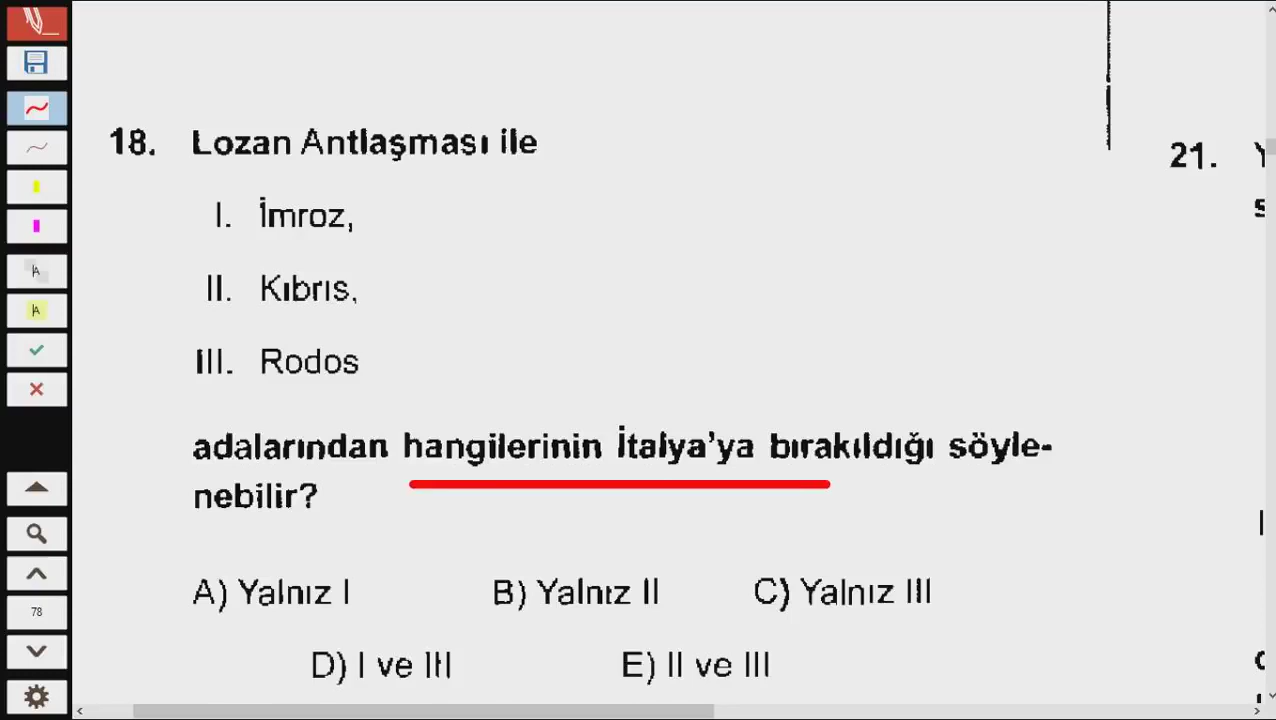 18. Lozan Antlaşması ile
I. İmroz,
II. Kıbrıs,
III. Rodos
adalarından hangilerinin İtalya'ya bırakıldığı söyle-
nebilir?
A) Yalnız I B) Yalnız II C) Yalnız III
D) I ve III E) II ve III
21.
78